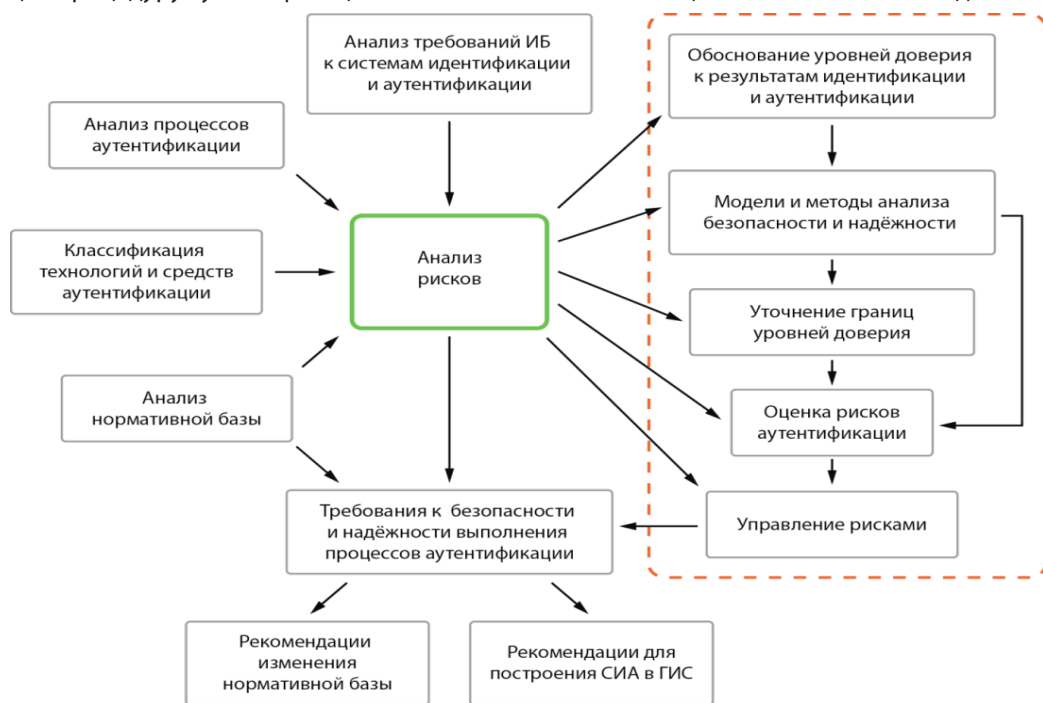 Анализ требований ИБ
к системам идентификации
и аутентификации
Обоснование уровней доверия
к результатам идентификации
и аутентификации
Анализ процессов
аутентификации
Модели и методы анализа
безопасности и надёжности
Классификация
технологий и средств
аутентификации
Анализ
рисков
Уточнение границ
уровней доверия
Анализ
нормативной базы
Оценка рисков
аутентификации
Требования к безопасности
и надёжности выполнения
процессов аутентификации
Управление рисками
Рекомендации
изменения
нормативной базы
Рекомендации для
построения СИА в ГИС